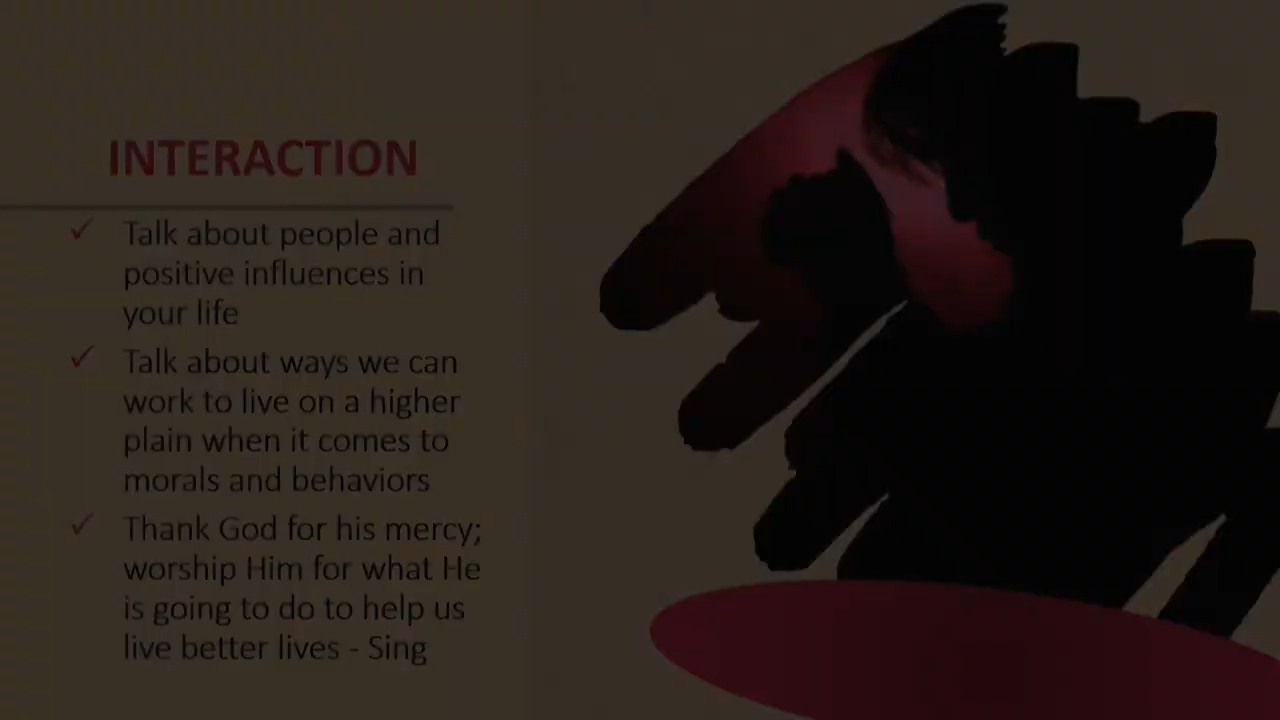 INTERACTION
✓ Talk about people and
positive influences in
your life
✓ Talk about ways we can
work to live on a higher
plain when it comes to
morals and behaviors
✓ Thank God for his mercy;
worship Him for what He
is going to do to help us
live better lives - Sing